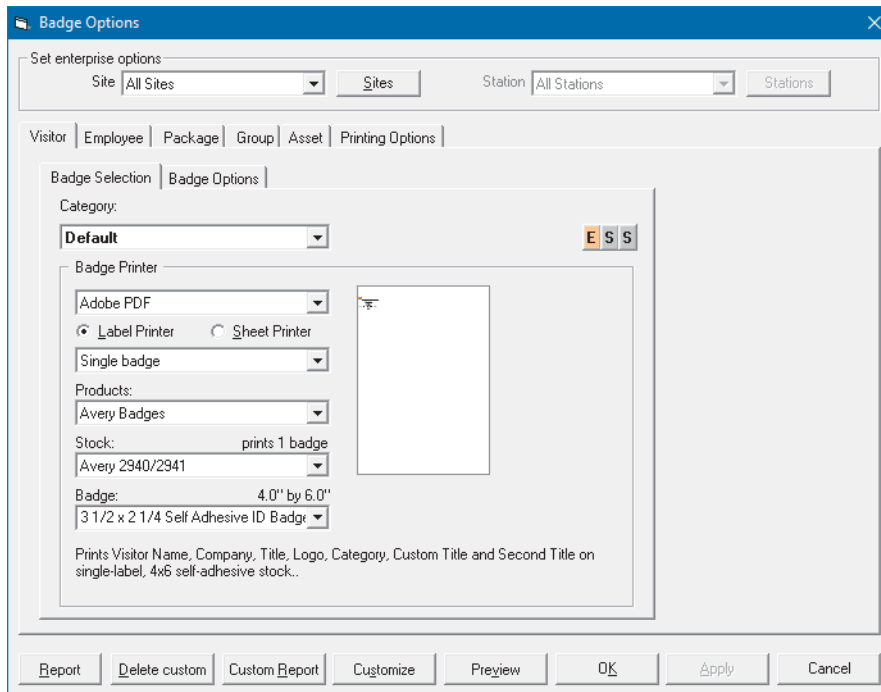 Badge Options
Set enterprise options
Site All Sites Sites Station All Stations Stations
Visitor Employee Package Group Asset Printing Options
Badge Selection Badge Options
Category:
Default E S S
Badge Printer
Adobe PDF
Label Printer Sheet Printer
Single badge
Products:
Avery Badges
Stock: prints 1 badge
Avery 2940/2941
Badge: 4.0'' by 6.0''
3 1/2 x 2 1/4 Self Adhesive ID Badge
Prints Visitor Name, Company, Title, Logo, Category, Custom Title and Second Title on
single-label, 4x6 self-adhesive stock..
Report Delete custom Custom Report Customize Preview OK Apply Cancel